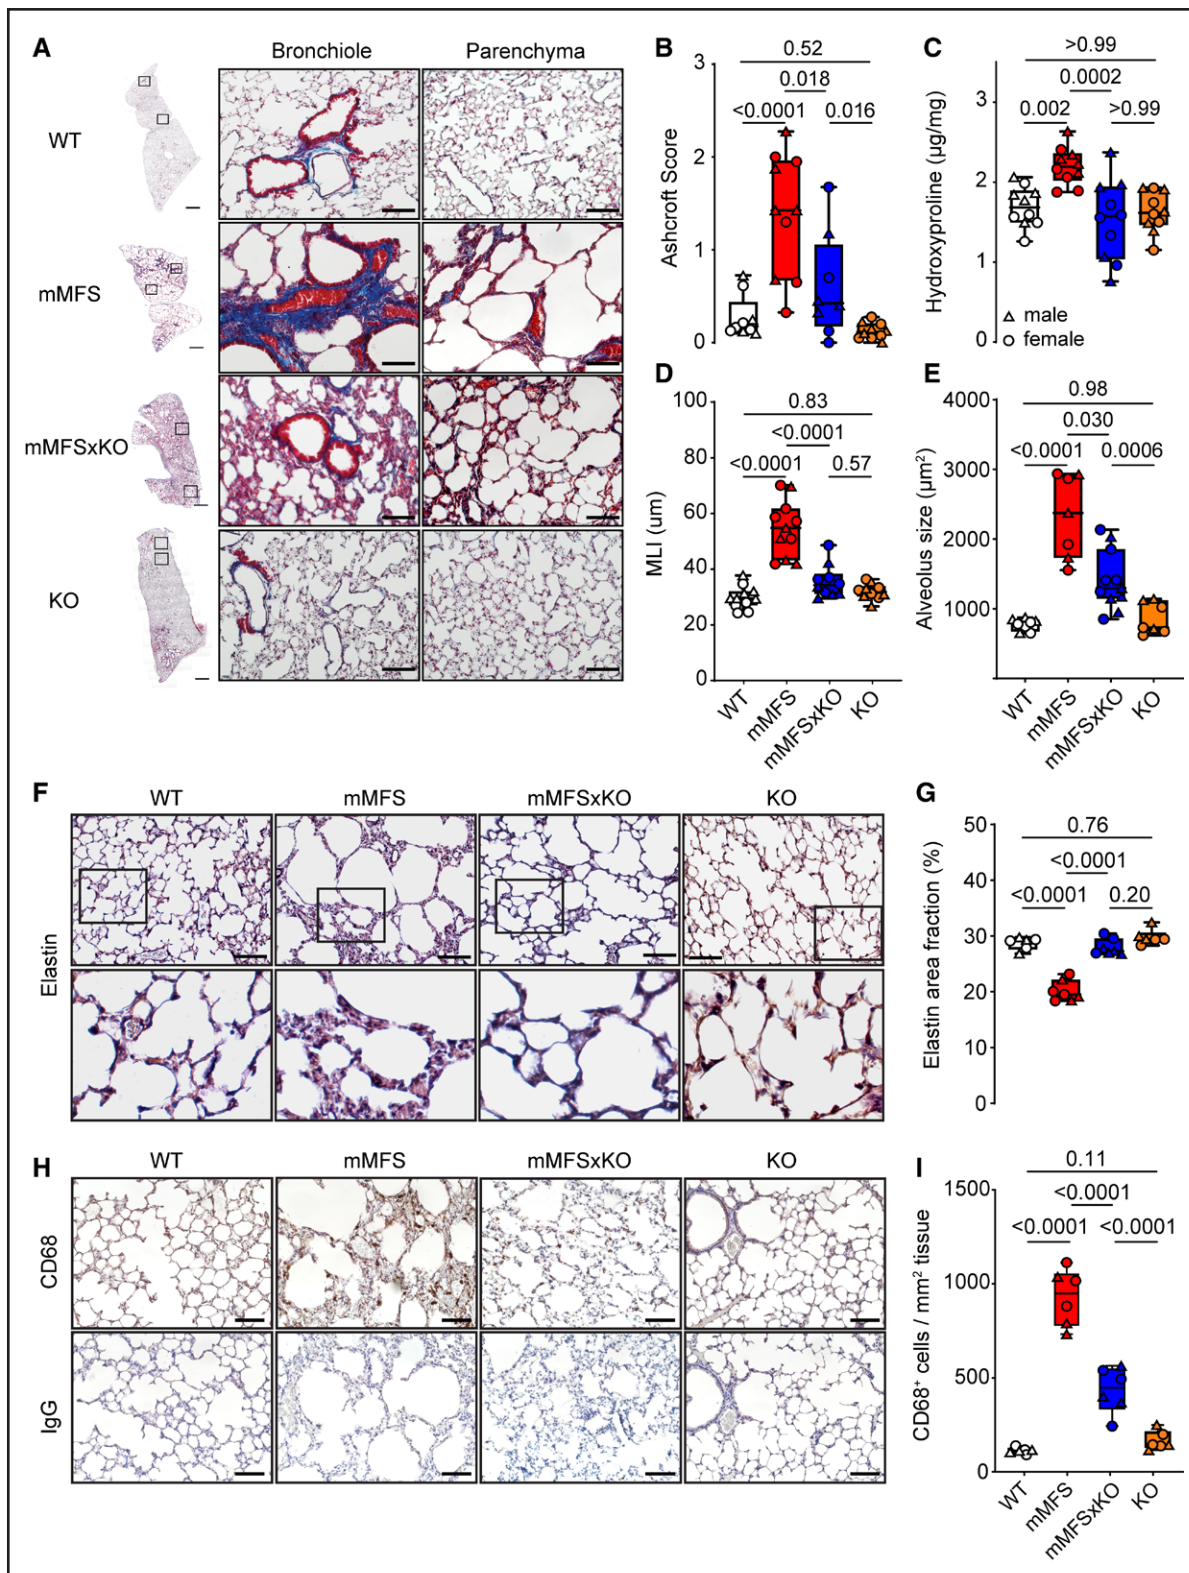 A
Bronchiole
Parenchyma
WT
mMFS
mMFSxKO
KO
B
Ashcroft Score
3
2
1
0
0.52
0.018
<0.0001
0.016
C
Hydroxyproline (µg/mg)
3
2
1
0
>0.99
0.0002
0.002
>0.99
male
female
D
MLI (um)
100
80
60
40
20
0
0.83
<0.0001
<0.0001
0.57
WT
mMFS
mMFSxKO
KO
E
Alveolus size (µm²)
4000
3000
2000
1000
0.98
0.030
<0.0001
0.0006
WT
mMFS
mMFSxKO
KO
F
WT
mMFS
mMFSxKO
KO
Elastin
G
Elastin area fraction (%)
50
40
30
20
10
0
0.76
<0.0001
<0.0001
0.20
H
WT
mMFS
mMFSxKO
KO
CD68
IgG
I
CD68⁺ cells / mm² tissue
1500
1000
500
0
0.11
<0.0001
<0.0001
<0.0001
WT
mMFS
mMFSxKO
KO